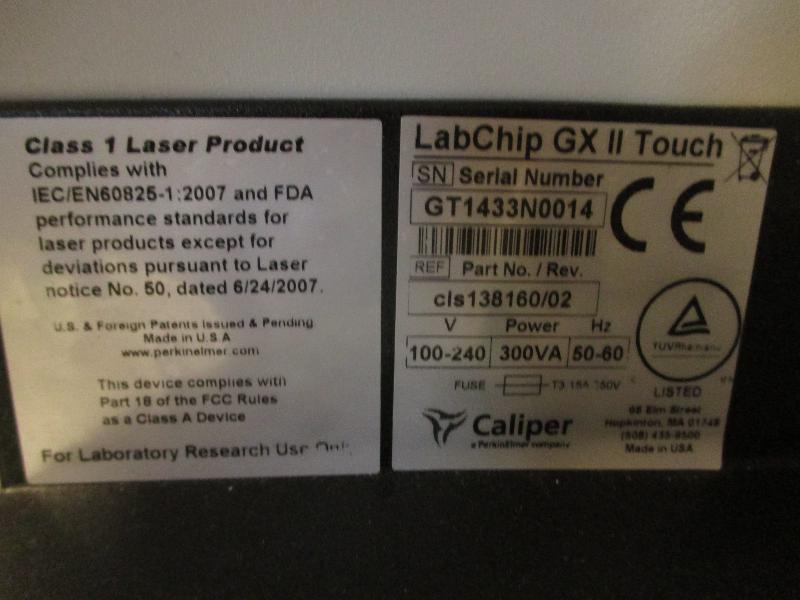 Class 1 Laser Product
Complies with
IEC/EN60825-1:2007 and FDA
performance standards for
laser products except for
deviations pursuant to Laser
notice No. 50, dated 6/24/2007.
U.S. & Foreign Patents Issued & Pending
Made in U.S.A
www.perkinelmer.com
This device complies with
Part 18 of the FCC Rules
as a Class A Device
For Laboratory Research Use Only
LabChip GX II Touch
SN Serial Number
GT1433N0014
CE
REF Part No. / Rev.
cls138160/02
V Power Hz
100-240 300VA 50-60
TUVRheinland
FUSE T3.15A 250V
LISTED
Caliper
a PerkinElmer company
68 Elm Street
Hopkinton, MA 01748
(508) 435-9500
Made in USA